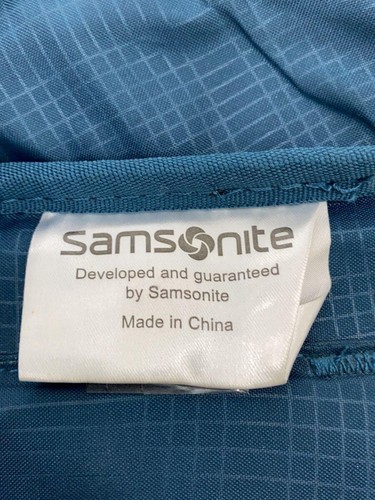 Samsonite
Developed and guaranteed
by Samsonite
Made in China